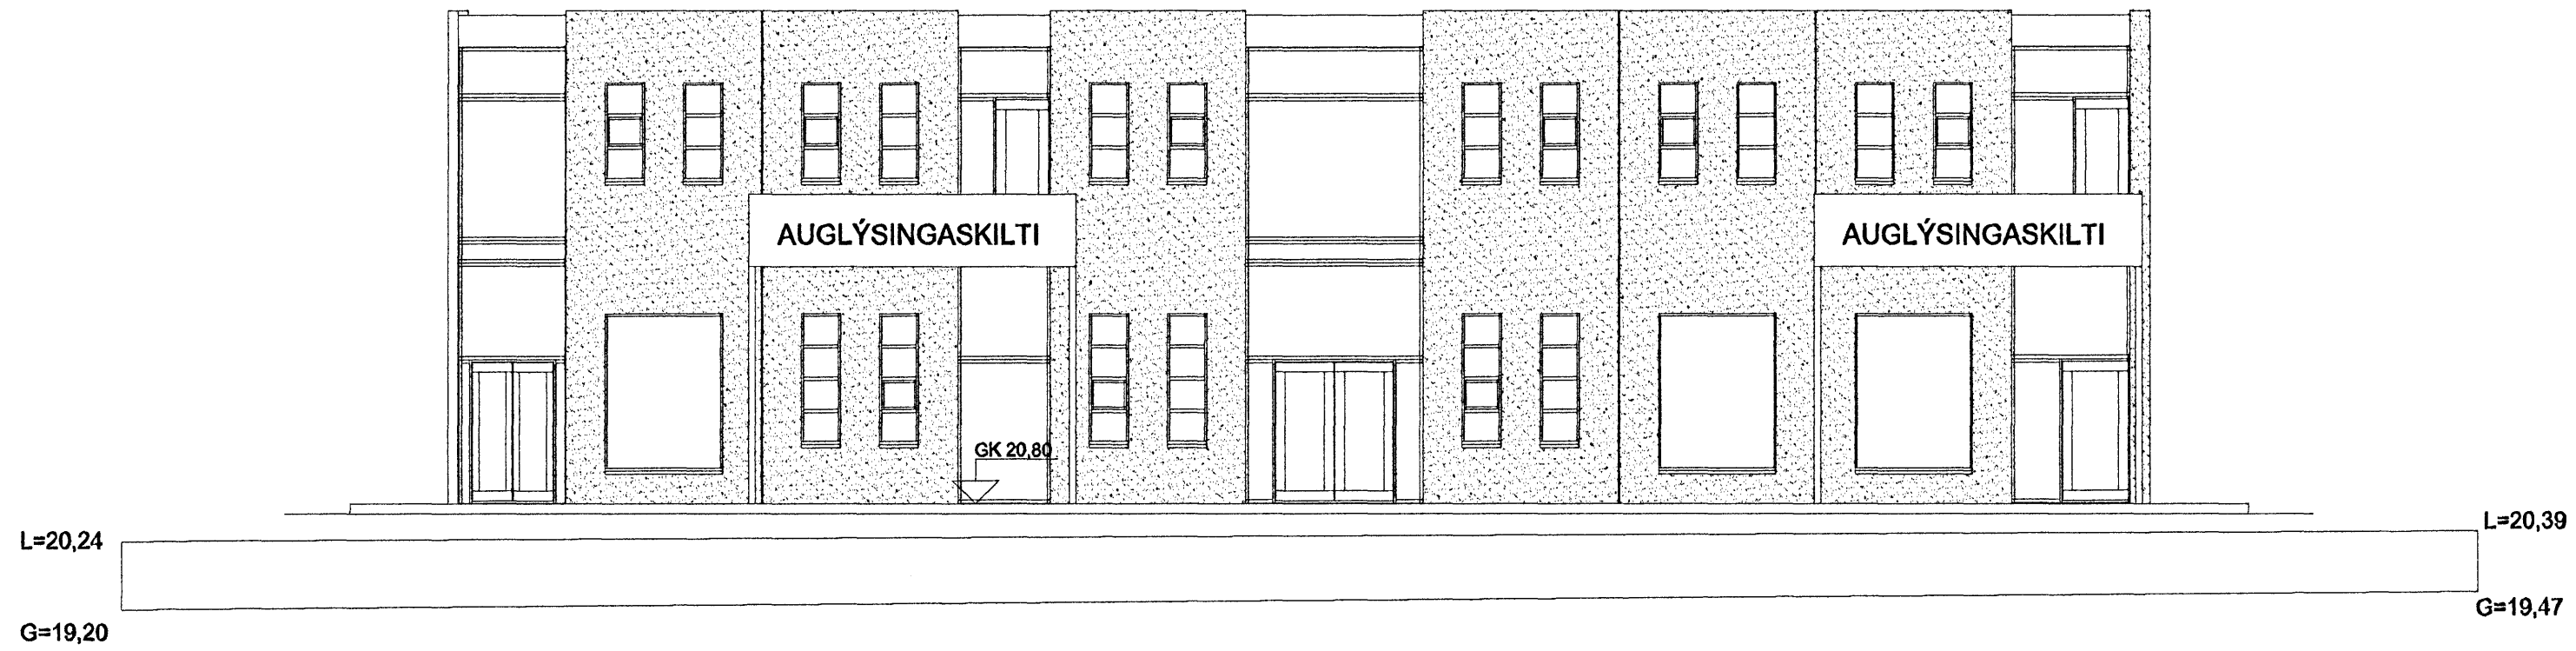 AUGLÝSINGASKILTI
AUGLÝSINGASKILTI
GK 20,80
L=20,24
L=20,39
G=19,20
G=19,47